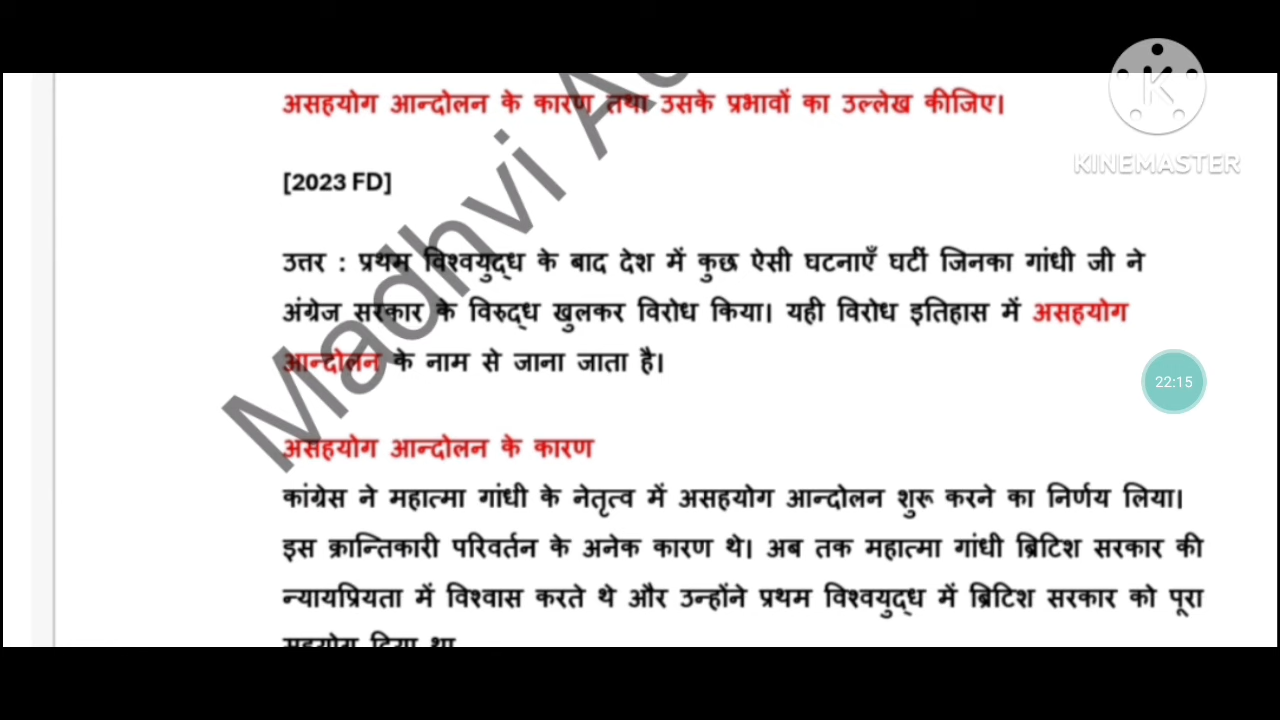 असहयोग आन्दोलन के कारण तथा उसके प्रभावों का उल्लेख कीजिए।
KINEMASTER
[2023 FD]
उत्तर : प्रथम विश्वयुद्ध के बाद देश में कुछ ऐसी घटनाएँ घटीं जिनका गांधी जी ने
अंग्रेज सरकार के विरुद्ध खुलकर विरोध किया। यही विरोध इतिहास में असहयोग
आन्दोलन के नाम से जाना जाता है।
22:15
Madhvi
असहयोग आन्दोलन के कारण
कांग्रेस ने महात्मा गांधी के नेतृत्व में असहयोग आन्दोलन शुरू करने का निर्णय लिया।
इस क्रान्तिकारी परिवर्तन के अनेक कारण थे। अब तक महात्मा गांधी ब्रिटिश सरकार की
न्यायप्रियता में विश्वास करते थे और उन्होंने प्रथम विश्वयुद्ध में ब्रिटिश सरकार को पूरा